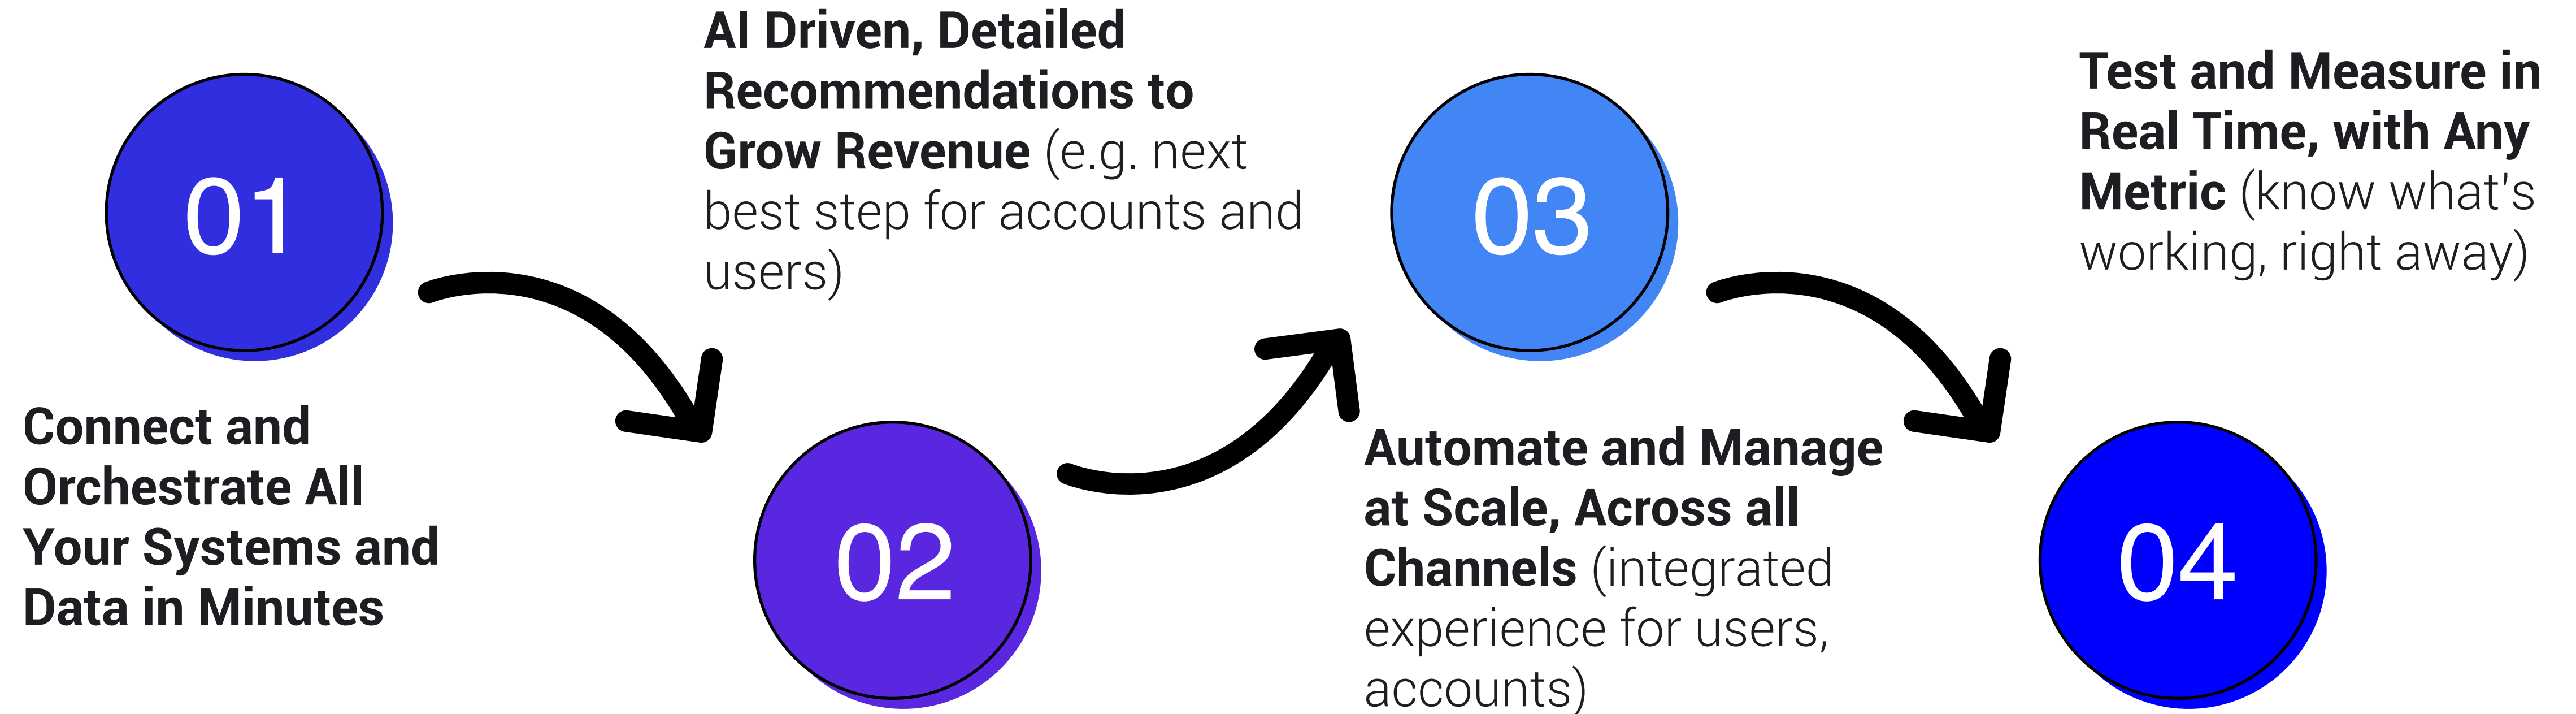 01
Connect and
Orchestrate All
Your Systems and
Data in Minutes
AI Driven, Detailed
Recommendations to
Grow Revenue (e.g. next
best step for accounts and
users)
02
03
Automate and Manage
at Scale, Across all
Channels (integrated
experience for users,
accounts)
Test and Measure in
Real Time, with Any
Metric (know what's
working, right away)
04